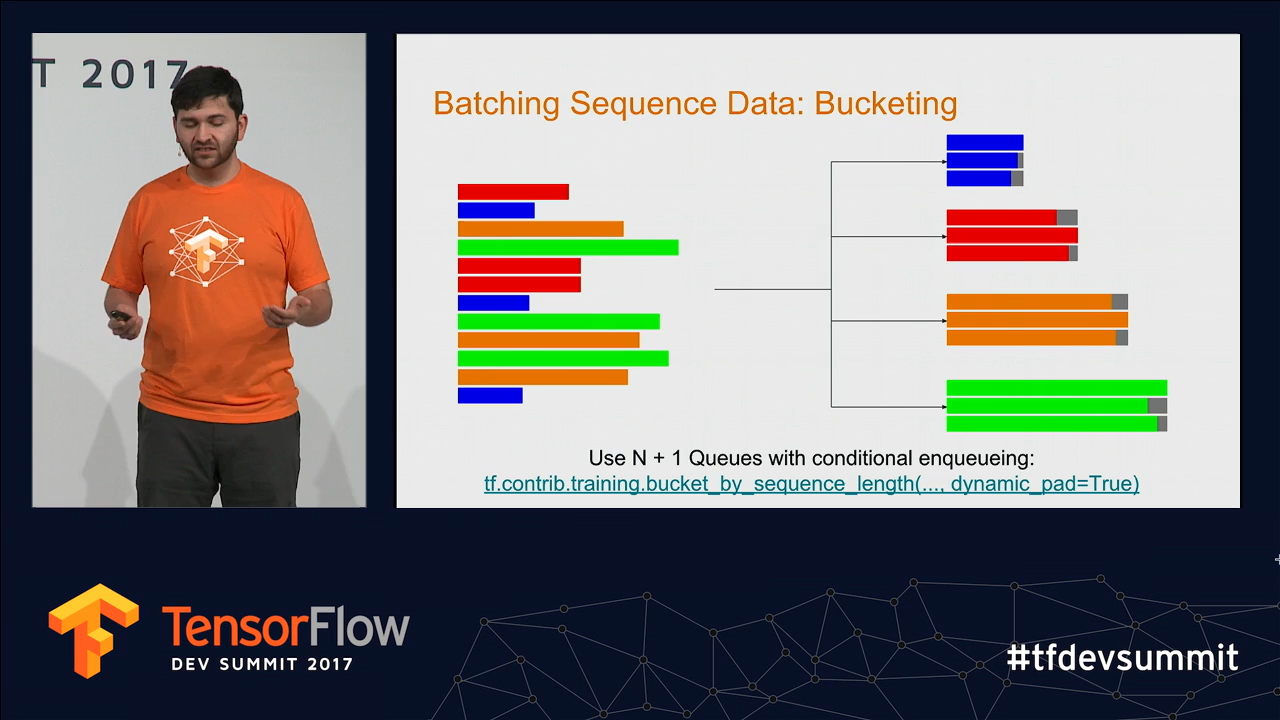 T 2017
Batching Sequence Data: Bucketing
Use N + 1 Queues with conditional enqueueing:
tf.contrib.training.bucket_by_sequence_length(..., dynamic_pad=True)
TensorFlow
DEV SUMMIT 2017
#tfdevsummit